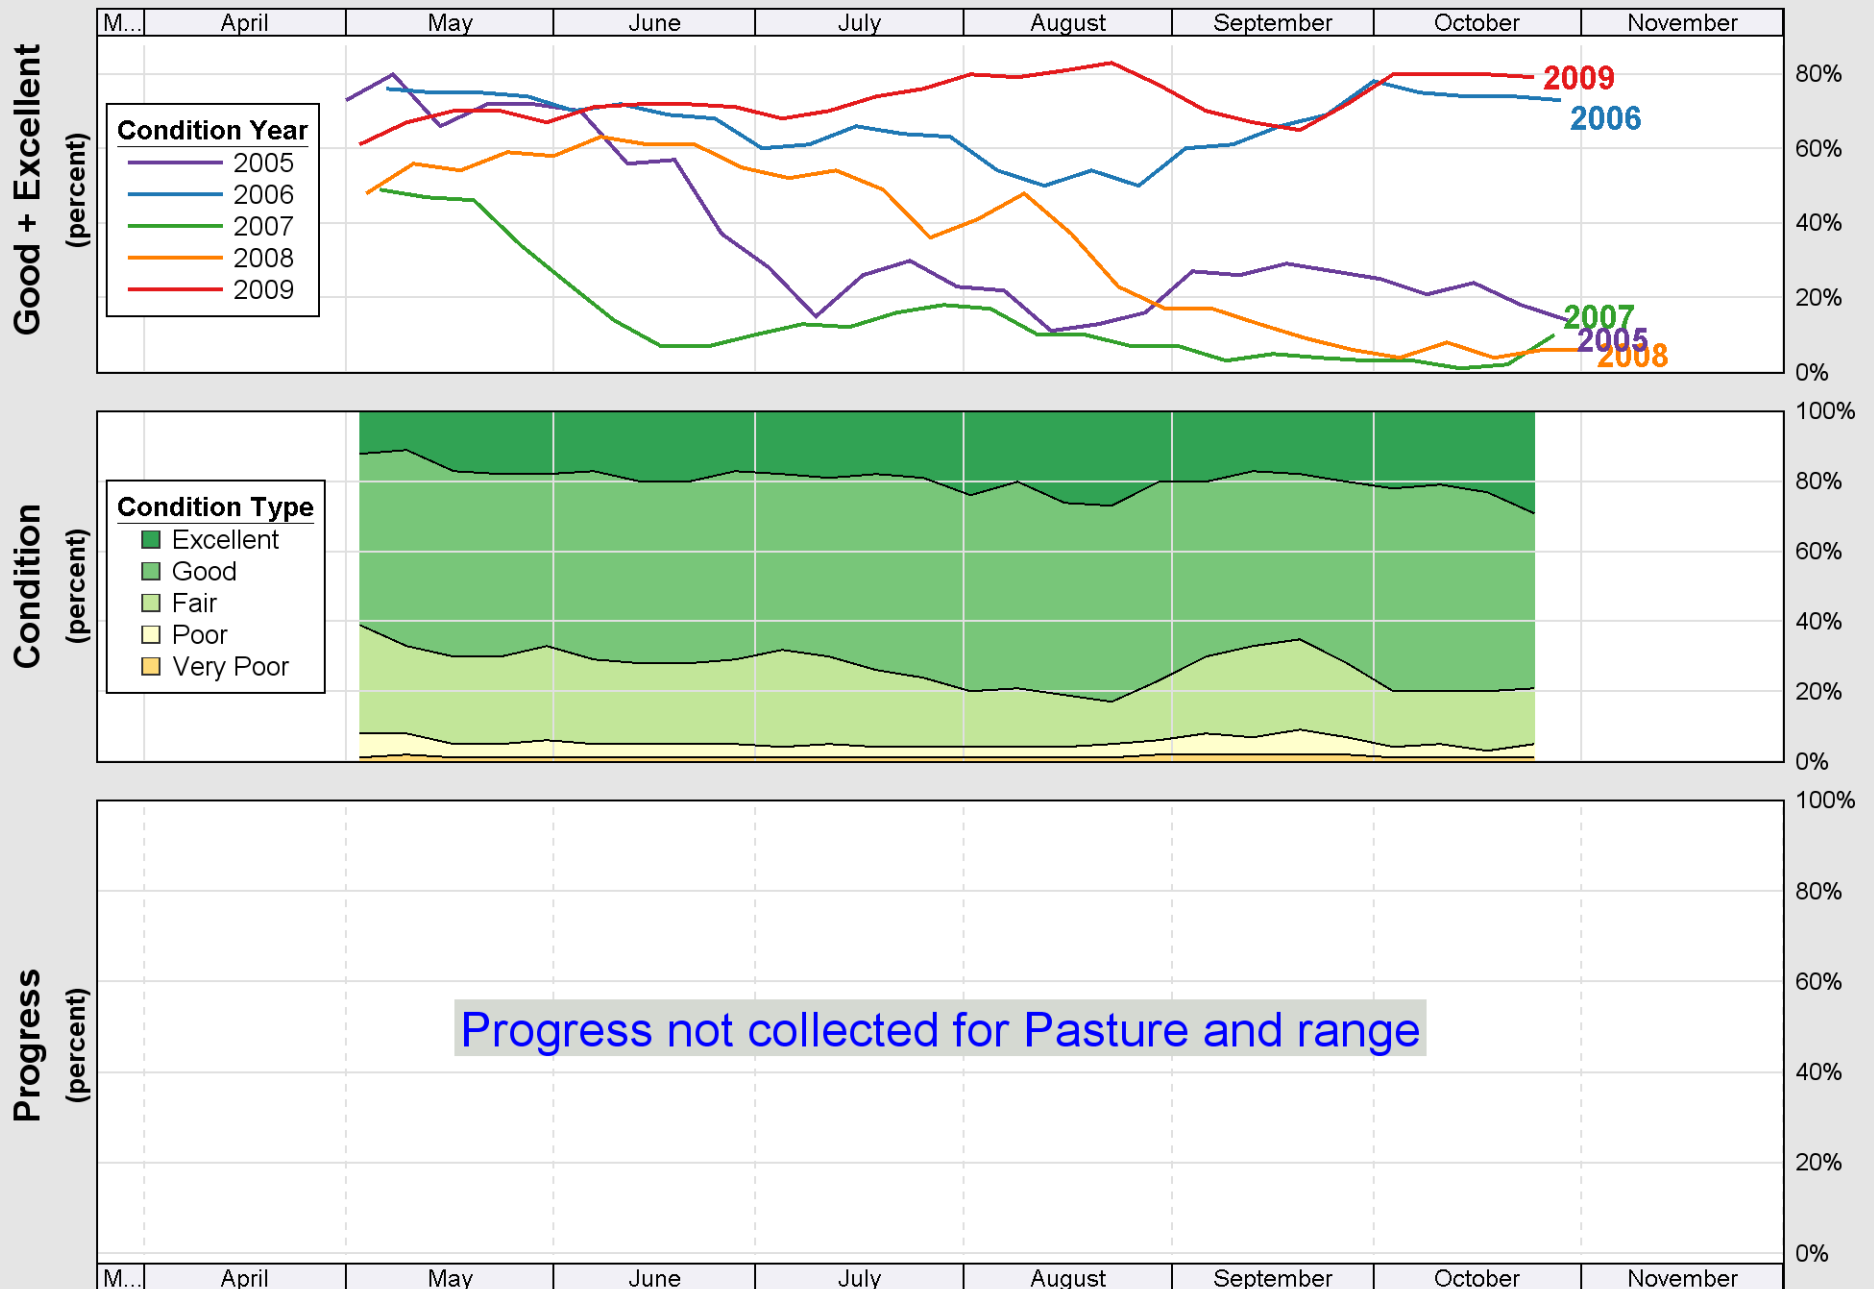 M... April May June July August September October November
Good + Excellent
(percent)
80%
60%
40%
20%
0%
Condition Year
2005
2006
2007
2008
2009
2009
2006
2007
2005
2008
Condition
(percent)
100%
80%
60%
40%
20%
0%
Condition Type
Excellent
Good
Fair
Poor
Very Poor
Progress
(percent)
100%
80%
60%
40%
20%
0%
Progress not collected for Pasture and range
M... April May June July August September October November